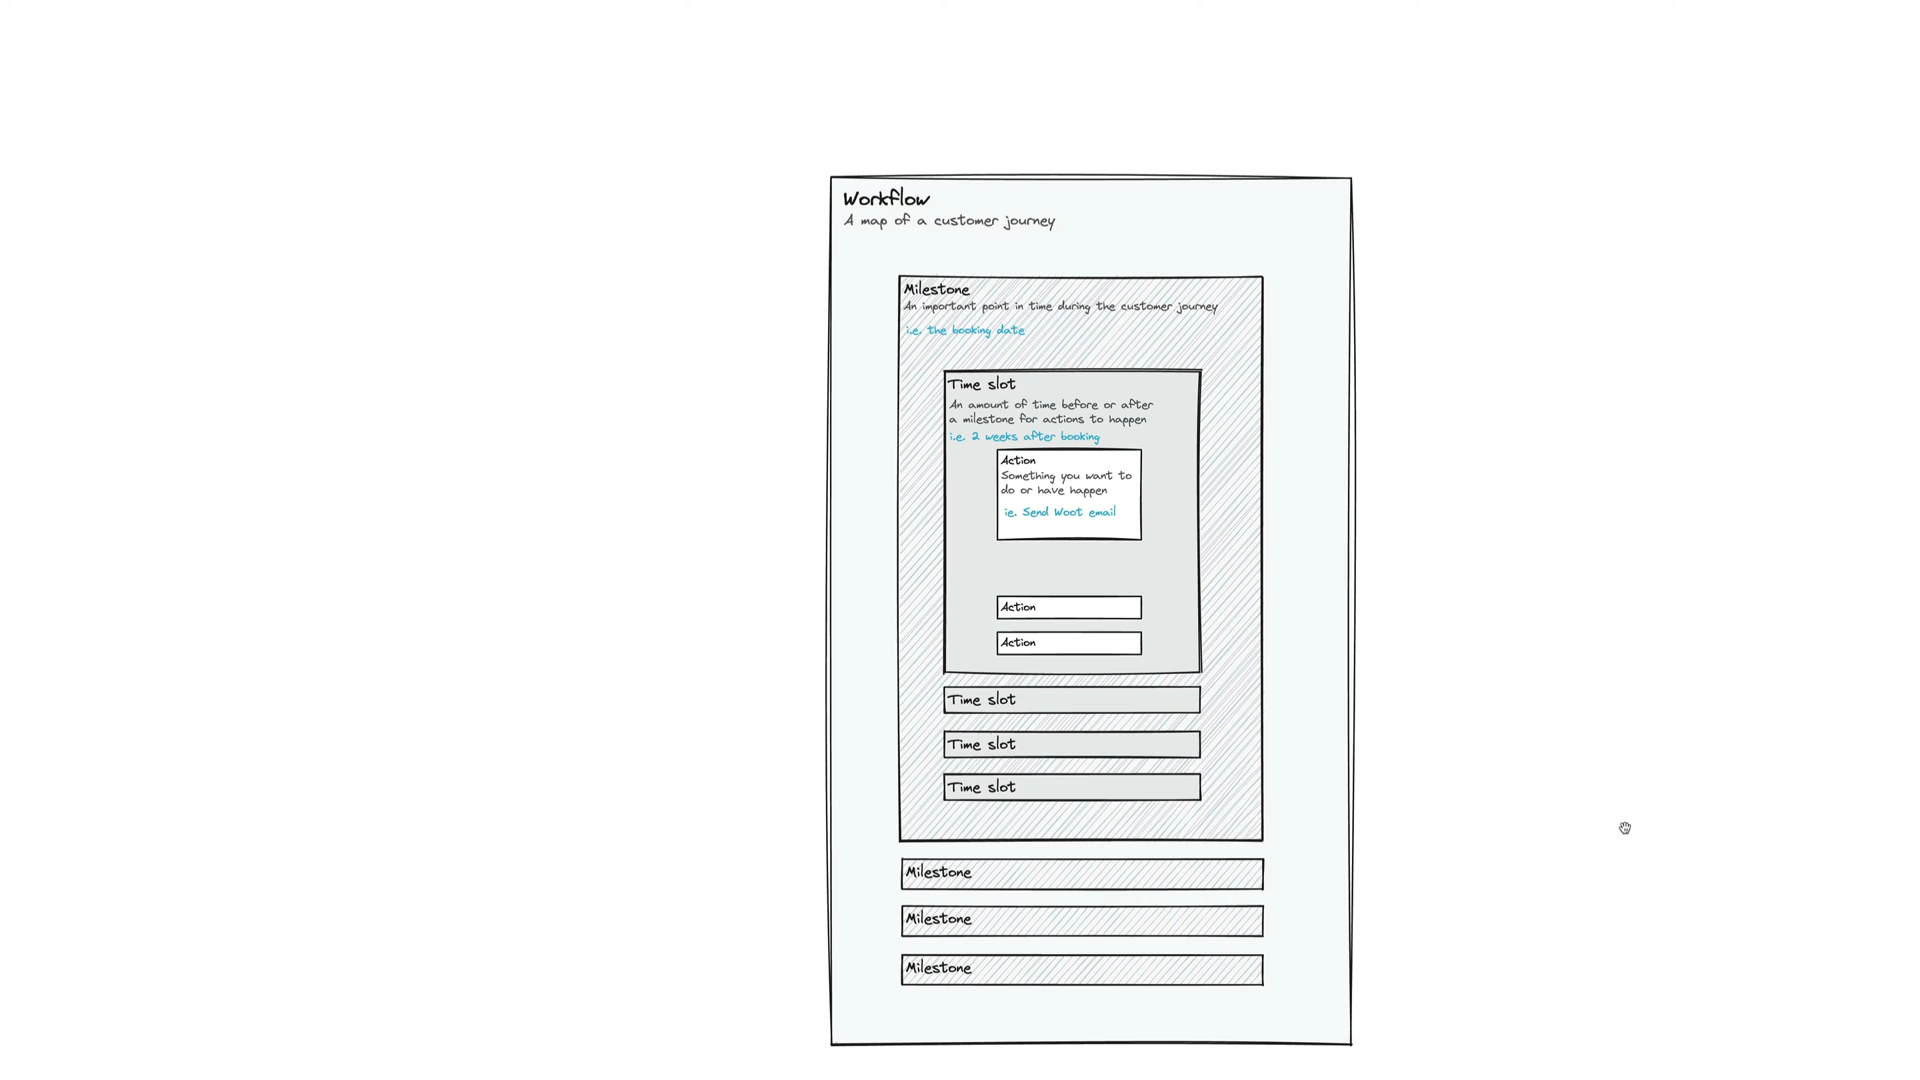 Workflow
A map of a customer journey
Milestone
An important point in time during the customer journey
i.e. the booking date
Time slot
An amount of time before or after
a milestone for actions to happen
i.e. 2 weeks after booking
Action
Something you want to
do or have happen
ie. Send Woot email
Action
Action
Time slot
Time slot
Time slot
Milestone
Milestone
Milestone